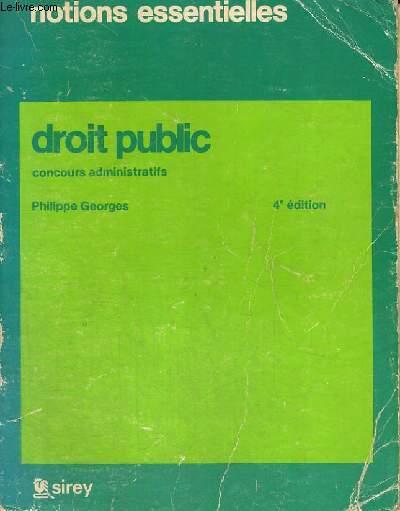 Le-livre.com
notions essentielles
droit public
concours administratifs
Philippe Georges
4e édition
sirey